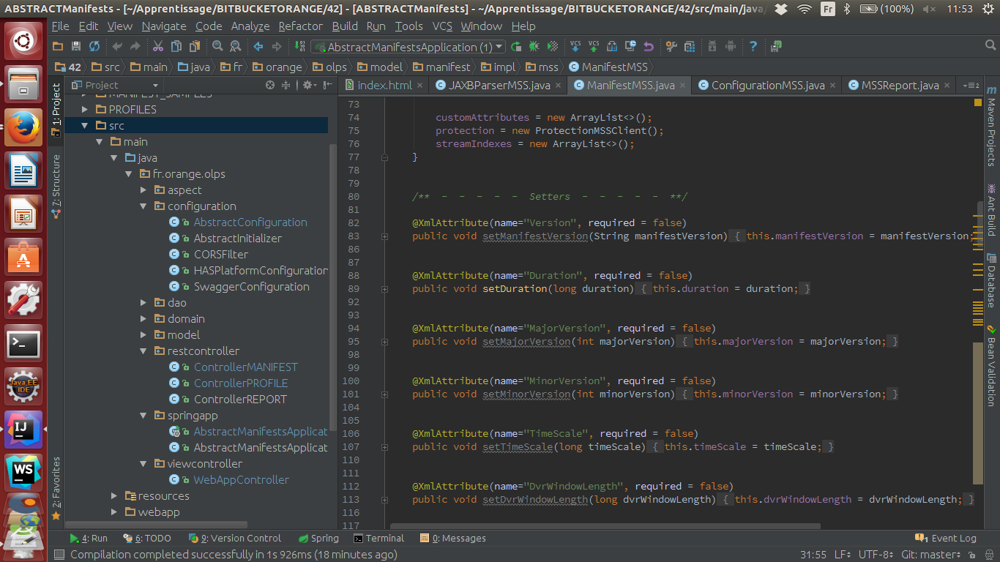 ABSTRACTManifests - [~/Apprentissage/BITBUCKETORANGE/42] - [ABSTRACTManifests] - ~/Apprentissage/BITBUCKETORANGE/42/src/main/java/
Fr (100%) 11:53
File Edit View Navigate Code Analyze Refactor Build Run Tools VCS Window Help
AbstractManifestsApplication (1) VCS VCS ?
42 src main java fr orange olps model manifest impl mss ManifestMSS
Project
index.html JAXBParserMSS.java ManifestMSS.java ConfigurationMSS.java MSSReport.java
MANIFEST_SAMPLES
PROFILES
src
main
java
fr.orange.olps
aspect
configuration
AbstractConfiguration
AbstractInitializer
CORSFilter
HASPlatformConfiguration
SwaggerConfiguration
dao
domain
model
restcontroller
ControllerMANIFEST
ControllerPROFILE
ControllerREPORT
springapp
AbstractManifestsApplicat
AbstractManifestsApplicat
viewcontroller
WebAppController
resources
webapp
1: Project
7: Structure
2: Favorites
73
74 customAttributes = new ArrayList<>();
75 protection = new ProtectionMSSClient();
76 streamIndexes = new ArrayList<>();
77 }
78
79
80 /** - - - - - Setters - - - - - **/
81
82 @XmlAttribute(name="Version", required = false)
83 public void setManifestVersion(String manifestVersion) { this.manifestVersion = manifestVersion;
86
87
88 @XmlAttribute(name="Duration", required = false)
89 public void setDuration(long duration) { this.duration = duration; }
92
93
94 @XmlAttribute(name="MajorVersion", required = false)
95 public void setMajorVersion(int majorVersion) { this.majorVersion = majorVersion; }
98
99
100 @XmlAttribute(name="MinorVersion", required = false)
101 public void setMinorVersion(int minorVersion) { this.minorVersion = minorVersion; }
104
105
106 @XmlAttribute(name="TimeScale", required = false)
107 public void setTimeScale(long timeScale) { this.timeScale = timeScale; }
110
111
112 @XmlAttribute(name="DvrWindowLength", required = false)
113 public void setDvrWindowLength(long dvrWindowLength) { this.dvrWindowLength = dvrWindowLength; }
116
117
Maven Projects
Ant Build
Database
Bean Validation
Java EE
IDE
IJ
WS
4: Run 6: TODO 9: Version Control Spring Terminal 0: Messages Event Log
Compilation completed successfully in 1s 926ms (18 minutes ago) 31:55 LF UTF-8 Git: master